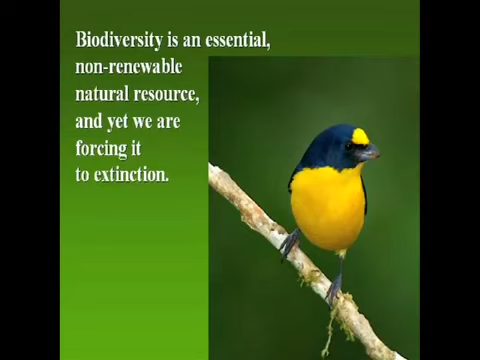 Biodiversity is an essential,
non-renewable
natural resource,
and yet we are
forcing it
to extinction.